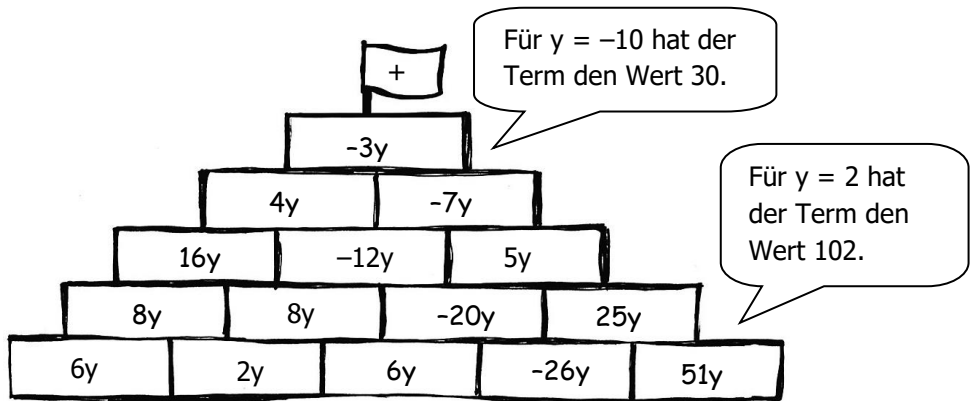 Für y = –10 hat der
Term den Wert 30.
+
-3y
4y -7y
Für y = 2 hat
der Term den
Wert 102.
16y –12y 5y
8y 8y -20y 25y
6y 2y 6y -26y 51y